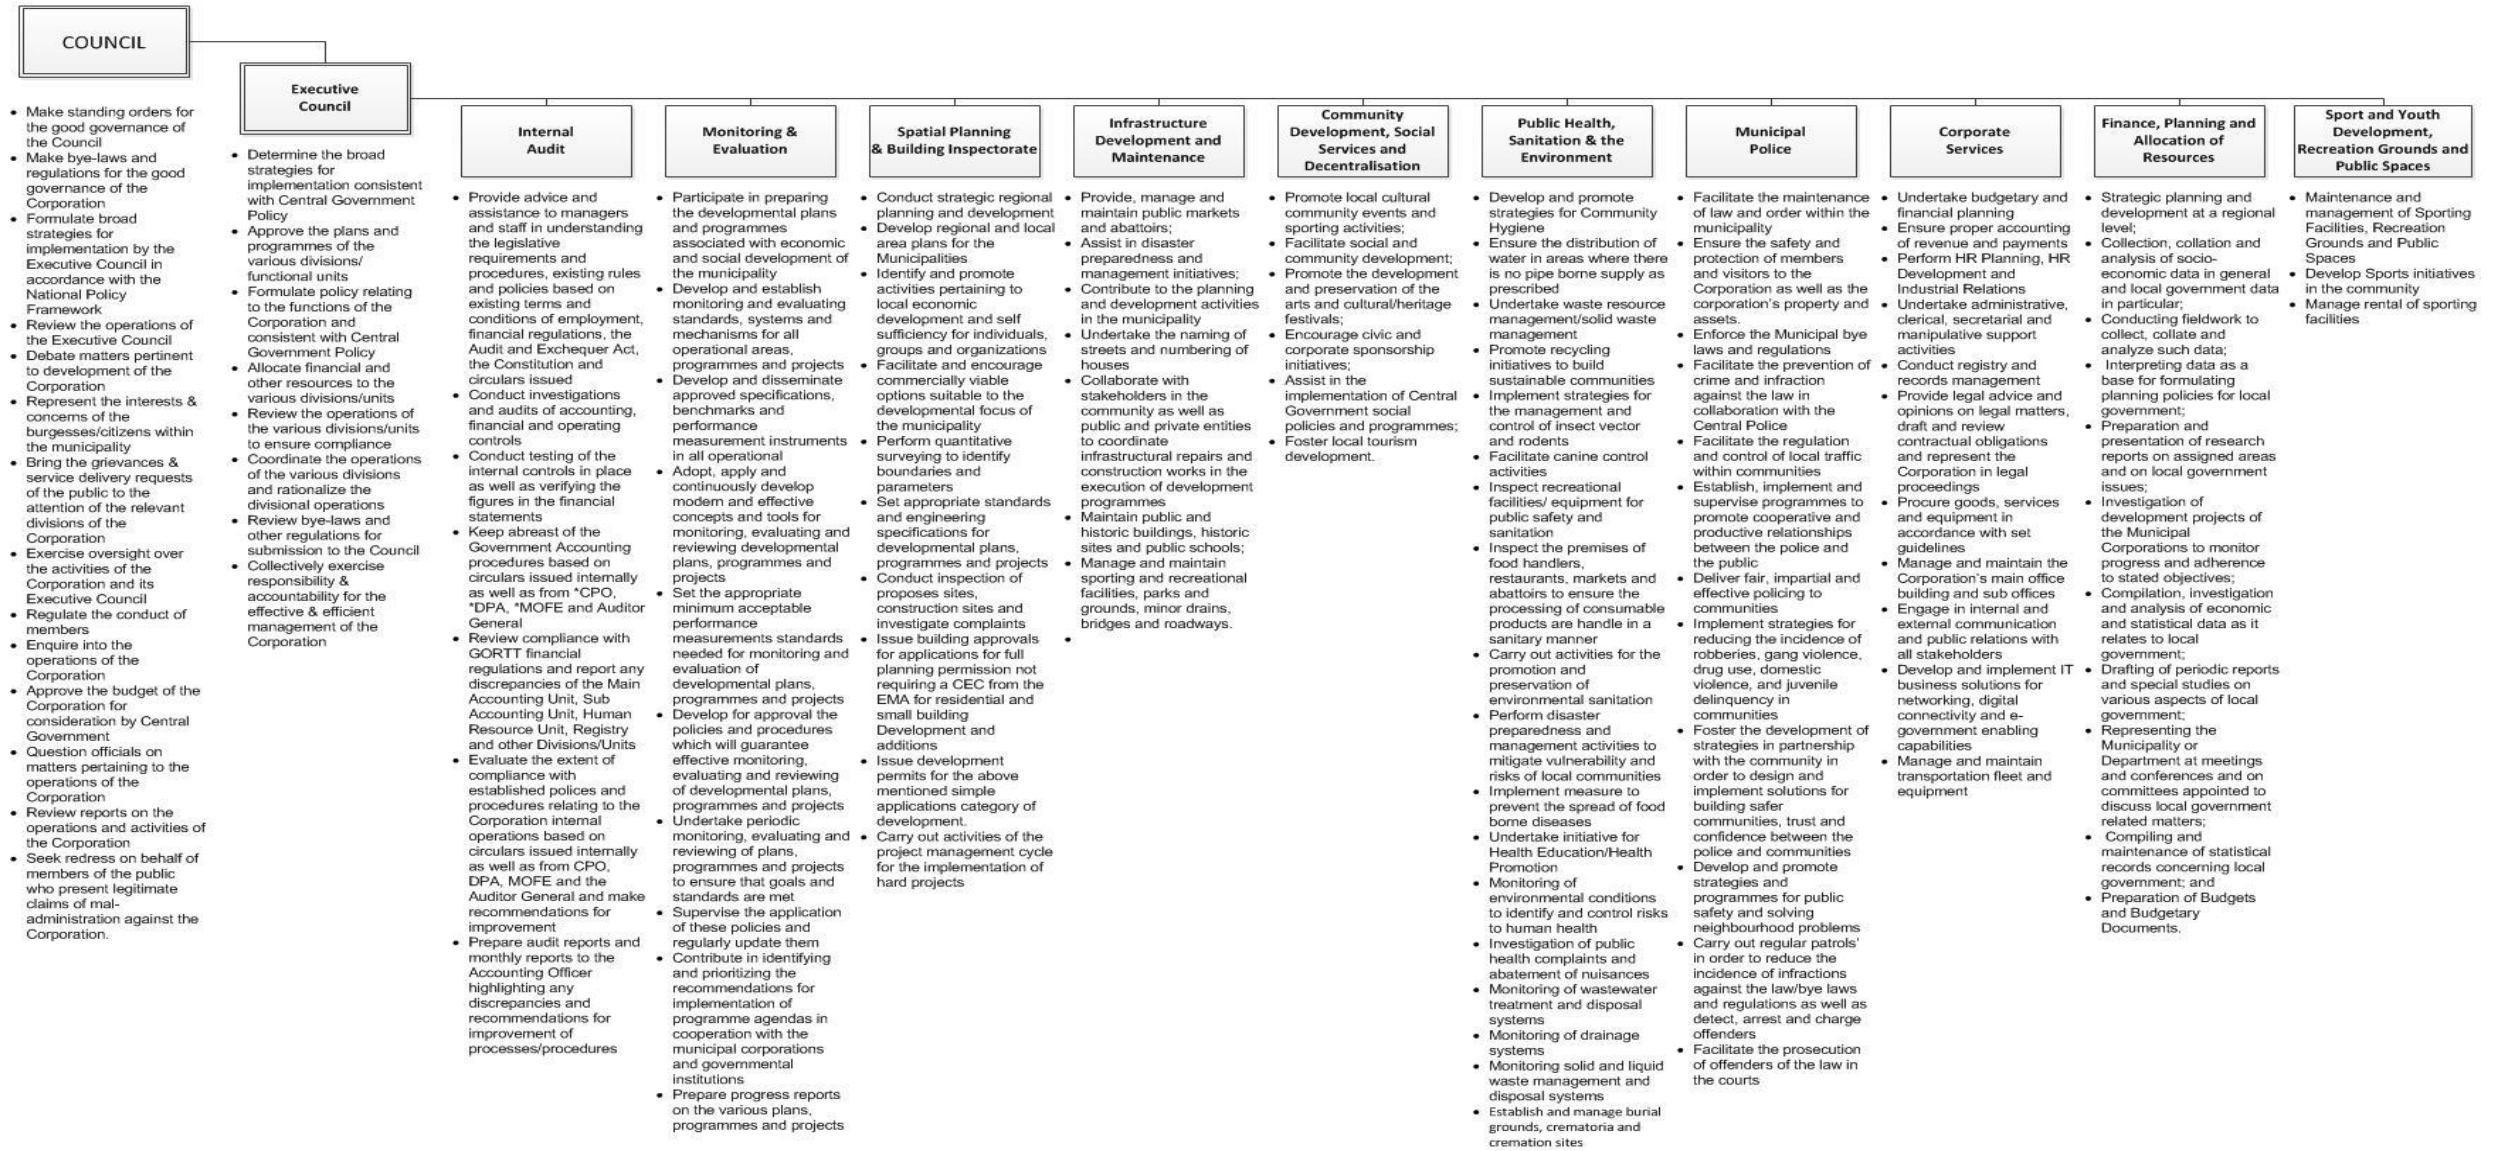 COUNCIL
• Make standing orders for
the good governance of
the Council
• Make bye-laws and
regulations for the good
governance of the
Corporation
• Formulate broad
strategies for
implementation by the
Executive Council in
accordance with the
National Policy
Framework
• Review the operations of
the Executive Council
• Debate matters pertinent
to development of the
Corporation
• Represent the interests &
concerns of the
burgesses/citizens within
the municipality
• Bring the grievances &
service delivery requests
of the public to the
attention of the relevant
divisions of the
Corporation
• Exercise oversight over
the activities of the
Corporation and its
Executive Council
• Regulate the conduct of
members
• Enquire into the
operations of the
Corporation
• Approve the budget of the
Corporation for
consideration by Central
Government
• Question officials on
matters pertaining to the
operations of the
Corporation
• Review reports on the
operations and activities of
the Corporation
• Seek redress on behalf of
members of the public
who present legitimate
claims of mal-
administration against the
Corporation.
Executive
Council
• Determine the broad
strategies for
implementation consistent
with Central Government
Policy
• Approve the plans and
programmes of the
various divisions/
functional units
• Formulate policy relating
to the functions of the
Corporation and
consistent with Central
Government Policy
• Allocate financial and
other resources to the
various divisions/units
• Review the operations of
the various divisions/units
to ensure compliance
• Coordinate the operations
of the various divisions
and rationalize the
divisional operations
• Review bye-laws and
other regulations for
submission to the Council
• Collectively exercise
responsibility &
accountability for the
effective & efficient
management of the
Corporation
Internal
Audit
• Provide advice and
assistance to managers
and staff in understanding
the legislative
requirements and
procedures, existing rules
and policies based on
existing terms and
conditions of employment,
financial regulations, the
Audit and Exchequer Act,
the Constitution and
circulars issued
• Conduct investigations
and audits of accounting,
financial and operating
controls
• Conduct testing of the
internal controls in place
as well as verifying the
figures in the financial
statements
• Keep abreast of the
Government Accounting
procedures based on
circulars issued internally
as well as from *CPO,
*DPA, *MOFE and Auditor
General
• Review compliance with
GORTT financial
regulations and report any
discrepancies of the Main
Accounting Unit, Sub
Accounting Unit, Human
Resource Unit, Registry
and other Divisions/Units
• Evaluate the extent of
compliance with
established polices and
procedures relating to the
Corporation internal
operations based on
circulars issued internally
as well as from CPO,
DPA, MOFE and the
Auditor General and make
recommendations for
improvement
• Prepare audit reports and
monthly reports to the
Accounting Officer
highlighting any
discrepancies and
recommendations for
improvement of
processes/procedures
Monitoring &
Evaluation
• Participate in preparing
the developmental plans
and programmes
associated with economic
and social development of
the municipality
• Develop and establish
monitoring and evaluating
standards, systems and
mechanisms for all
operational areas,
programmes and projects
• Develop and disseminate
approved specifications,
benchmarks and
performance
measurement instruments
in all operational
• Adopt, apply and
continuously develop
modern and effective
concepts and tools for
monitoring, evaluating and
reviewing developmental
plans, programmes and
projects
• Set the appropriate
minimum acceptable
performance
measurements standards
needed for monitoring and
evaluation of
developmental plans,
programmes and projects
• Develop for approval the
policies and procedures
which will guarantee
effective monitoring,
evaluating and reviewing
of developmental plans,
programmes and projects
• Undertake periodic
monitoring, evaluating and
reviewing of plans,
programmes and projects
to ensure that goals and
standards are met
• Supervise the application
of these policies and
regularly update them
• Contribute in identifying
and prioritizing the
recommendations for
implementation of
programme agendas in
cooperation with the
municipal corporations
and governmental
institutions
• Prepare progress reports
on the various plans,
programmes and projects
Spatial Planning
& Building Inspectorate
• Conduct strategic regional
planning and development
• Develop regional and local
area plans for the
Municipalities
• Identify and promote
activities pertaining to
local economic
development and self
sufficiency for individuals,
groups and organizations
• Facilitate and encourage
commercially viable
options suitable to the
developmental focus of
the municipality
• Perform quantitative
surveying to identify
boundaries and
parameters
• Set appropriate standards
and engineering
specifications for
developmental plans,
programmes and projects
• Conduct inspection of
proposes sites,
construction sites and
investigate complaints
• Issue building approvals
for applications for full
planning permission not
requiring a CEC from the
EMA for residential and
small building
Development and
additions
• Issue development
permits for the above
mentioned simple
applications category of
development.
• Carry out activities of the
project management cycle
for the implementation of
hard projects
Infrastructure
Development and
Maintenance
• Provide, manage and
maintain public markets
and abattoirs;
• Assist in disaster
preparedness and
management initiatives;
• Contribute to the planning
and development activities
in the municipality
• Undertake the naming of
streets and numbering of
houses
• Collaborate with
stakeholders in the
community as well as
public and private entities
to coordinate
infrastructural repairs and
construction works in the
execution of development
programmes
• Maintain public and
historic buildings, historic
sites and public schools;
• Manage and maintain
sporting and recreational
facilities, parks and
grounds, minor drains,
bridges and roadways.
•
Community
Development, Social
Services and
Decentralisation
• Promote local cultural
community events and
sporting activities;
• Facilitate social and
community development;
• Promote the development
and preservation of the
arts and cultural/heritage
festivals;
• Encourage civic and
corporate sponsorship
initiatives;
• Assist in the
implementation of Central
Government social
policies and programmes;
• Foster local tourism
development.
Public Health,
Sanitation & the
Environment
• Develop and promote
strategies for Community
Hygiene
• Ensure the distribution of
water in areas where there
is no pipe borne supply as
prescribed
• Undertake waste resource
management/solid waste
management
• Promote recycling
initiatives to build
sustainable communities
• Implement strategies for
the management and
control of insect vector
and rodents
• Facilitate canine control
activities
• Inspect recreational
facilities/ equipment for
public safety and
sanitation
• Inspect the premises of
food handlers,
restaurants, markets and
abattoirs to ensure the
processing of consumable
products are handle in a
sanitary manner
• Carry out activities for the
promotion and
preservation of
environmental sanitation
• Perform disaster
preparedness and
management activities to
mitigate vulnerability and
risks of local communities
• Implement measure to
prevent the spread of food
borne diseases
• Undertake initiative for
Health Education/Health
Promotion
• Monitoring of
environmental conditions
to identify and control risks
to human health
• Investigation of public
health complaints and
abatement of nuisances
• Monitoring of wastewater
treatment and disposal
systems
• Monitoring of drainage
systems
• Monitoring solid and liquid
waste management and
disposal systems
• Establish and manage burial
grounds, crematoria and
cremation sites
Municipal
Police
• Facilitate the maintenance
of law and order within the
municipality
• Ensure the safety and
protection of members
and visitors to the
Corporation as well as the
corporation's property and
assets.
• Enforce the Municipal bye
laws and regulations
• Facilitate the prevention of
crime and infraction
against the law in
collaboration with the
Central Police
• Facilitate the regulation
and control of local traffic
within communities
• Establish, implement and
supervise programmes to
promote cooperative and
productive relationships
between the police and
the public
• Deliver fair, impartial and
effective policing to
communities
• Implement strategies for
reducing the incidence of
robberies, gang violence,
drug use, domestic
violence, and juvenile
delinquency in
communities
• Foster the development of
strategies in partnership
with the community in
order to design and
implement solutions for
building safer
communities, trust and
confidence between the
police and communities
• Develop and promote
strategies and
programmes for public
safety and solving
neighbourhood problems
• Carry out regular patrols'
in order to reduce the
incidence of infractions
against the law/bye laws
and regulations as well as
detect, arrest and charge
offenders
• Facilitate the prosecution
of offenders of the law in
the courts
Corporate
Services
• Undertake budgetary and
financial planning
• Ensure proper accounting
of revenue and payments
• Perform HR Planning, HR
Development and
Industrial Relations
• Undertake administrative,
clerical, secretarial and
manipulative support
activities
• Conduct registry and
records management
• Provide legal advice and
opinions on legal matters,
draft and review
contractual obligations
and represent the
Corporation in legal
proceedings
• Procure goods, services
and equipment in
accordance with set
guidelines
• Manage and maintain the
Corporation's main office
building and sub offices
• Engage in internal and
external communication
and public relations with
all stakeholders
• Develop and implement IT
business solutions for
networking, digital
connectivity and e-
government enabling
capabilities
• Manage and maintain
transportation fleet and
equipment
Finance, Planning and
Allocation of
Resources
• Strategic planning and
development at a regional
level;
• Collection, collation and
analysis of socio-
economic data in general
and local government data
in particular;
• Conducting fieldwork to
collect, collate and
analyze such data;
• Interpreting data as a
base for formulating
planning policies for local
government;
• Preparation and
presentation of research
reports on assigned areas
and on local government
issues;
• Investigation of
development projects of
the Municipal
Corporations to monitor
progress and adherence
to stated objectives;
• Compilation, investigation
and analysis of economic
and statistical data as it
relates to local
government;
• Drafting of periodic reports
and special studies on
various aspects of local
government;
• Representing the
Municipality or
Department at meetings
and conferences and on
committees appointed to
discuss local government
related matters;
• Compiling and
maintenance of statistical
records concerning local
government; and
• Preparation of Budgets
and Budgetary
Documents.
Sport and Youth
Development,
Recreation Grounds and
Public Spaces
• Maintenance and
management of Sporting
Facilities, Recreation
Grounds and Public
Spaces
• Develop Sports initiatives
in the community
• Manage rental of sporting
facilities